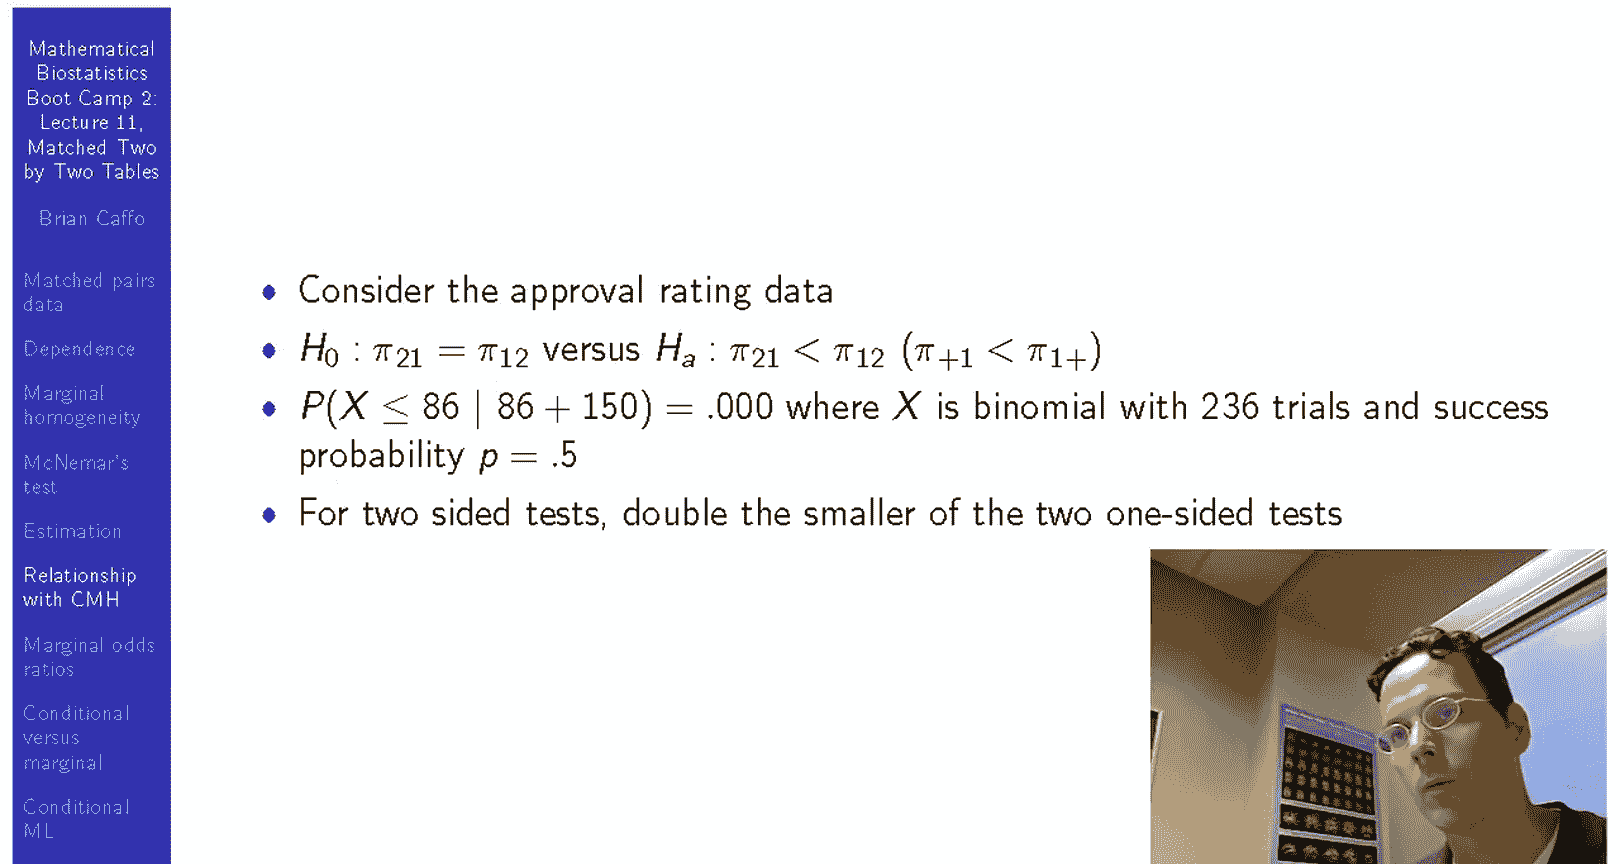 Mathematical
Biostatistics
Boot Camp 2:
Lecture 11,
Matched Two
by Two Tables
Brian Caffo
Matched pairs
data
Dependence
Marginal
homogeneity
McNemar's
test
Estimation
Relationship
with CMH
Marginal odds
ratios
Conditional
versus
marginal
Conditional
ML
• Consider the approval rating data
• H₀ : π₂₁ = π₁₂ versus Hₐ : π₂₁ < π₁₂ (π₊₁ < π₁₊)
• P(X ≤ 86 | 86 + 150) = .000 where X is binomial with 236 trials and success
probability p = .5
• For two sided tests, double the smaller of the two one-sided tests